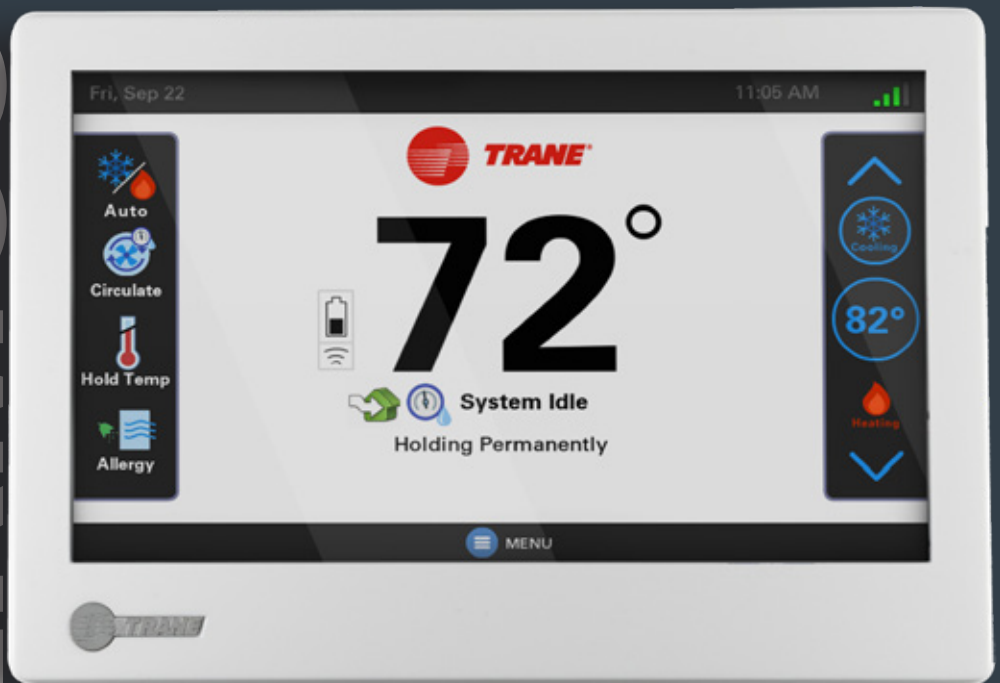 Fri, Sep 22
11:05 AM
TRANE
Auto
Circulate
Hold Temp
Allergy
72°
System Idle
Holding Permanently
Cooling
82°
Heating
MENU
TRANE